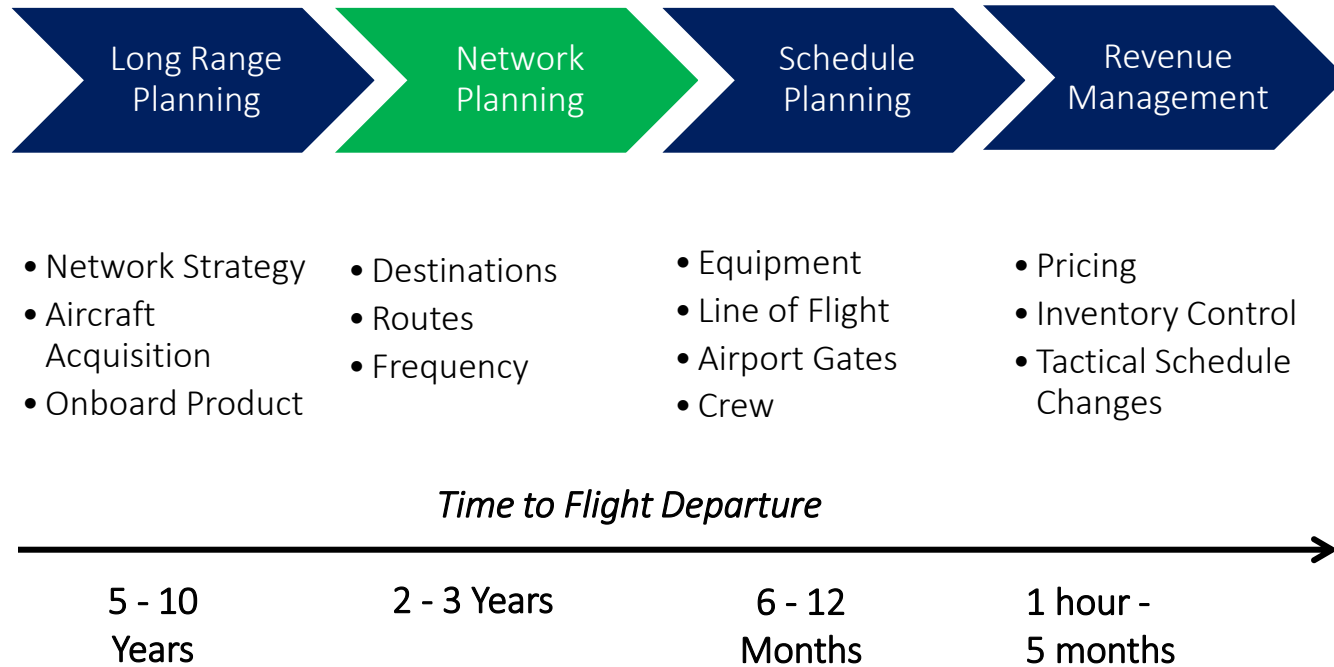 Long Range
Planning
Network
Planning
Schedule
Planning
Revenue
Management
• Network Strategy
• Aircraft
Acquisition
• Onboard Product
• Destinations
• Routes
• Frequency
• Equipment
• Line of Flight
• Airport Gates
• Crew
• Pricing
• Inventory Control
• Tactical Schedule
Changes
Time to Flight Departure
5 - 10
Years
2 - 3 Years
6 - 12
Months
1 hour -
5 months